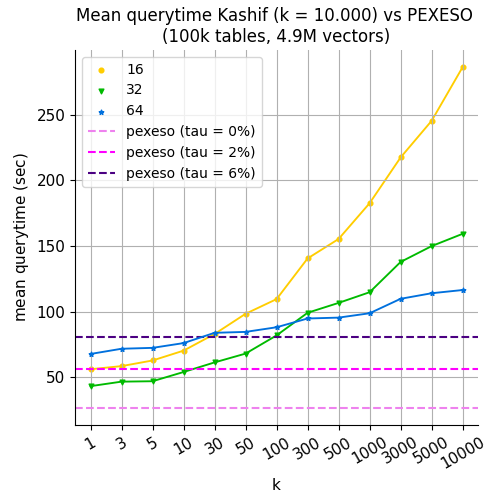 Mean querytime Kashif (k = 10.000) vs PEXESO
(100k tables, 4.9M vectors)
16
32
64
pexeso (tau = 0%)
pexeso (tau = 2%)
pexeso (tau = 6%)
mean querytime (sec)
250
200
150
100
50
1 3 5 10 30 50 100 300 500 1000 3000 5000 10000
k